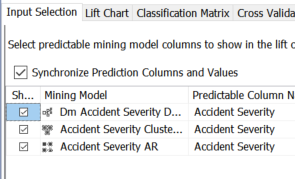 Input Selection Lift Chart Classification Matrix Cross Valida
Select predictable mining model columns to show in the lift c
Synchronize Prediction Columns and Values
Sh... Mining Model Predictable Column N
Dm Accident Severity D... Accident Severity
Accident Severity Cluste... Accident Severity
Accident Severity AR Accident Severity